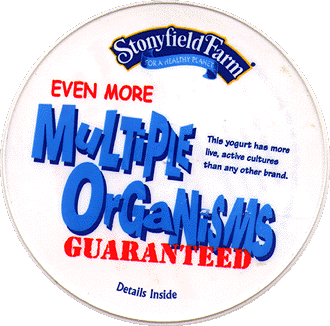 Stonyfield Farm
FOR A HEALTHY PLANET
EVEN MORE
MULTIPLE
ORGANISMS
GUARANTEED
This yogurt has more
live, active cultures
than any other brand.
Details Inside